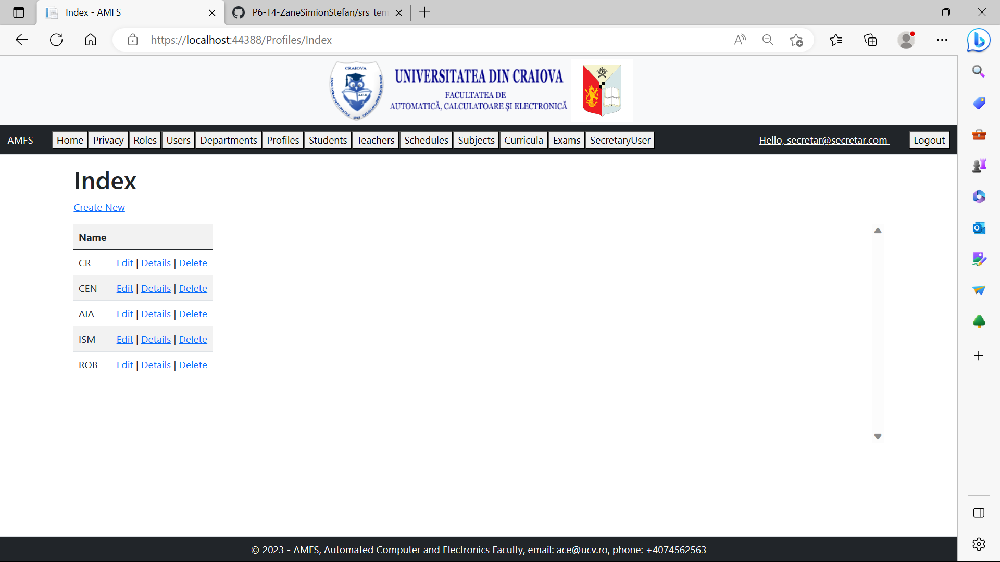 Index - AMFS
P6-T4-ZaneSimionStefan/srs_tem
https://localhost:44388/Profiles/Index
CRAIOVA
A.C.E.
UNIVERSITATEA DIN CRAIOVA
FACULTATEA DE
AUTOMATICĂ, CALCULATOARE ȘI ELECTRONICĂ
AMFS
Home Privacy Roles Users Departments Profiles Students Teachers Schedules Subjects Curricula Exams SecretaryUser
Hello, secretar@secretar.com
Logout
Index
Create New
Name
CR Edit | Details | Delete
CEN Edit | Details | Delete
AIA Edit | Details | Delete
ISM Edit | Details | Delete
ROB Edit | Details | Delete
© 2023 - AMFS, Automated Computer and Electronics Faculty, email: ace@ucv.ro, phone: +4074562563